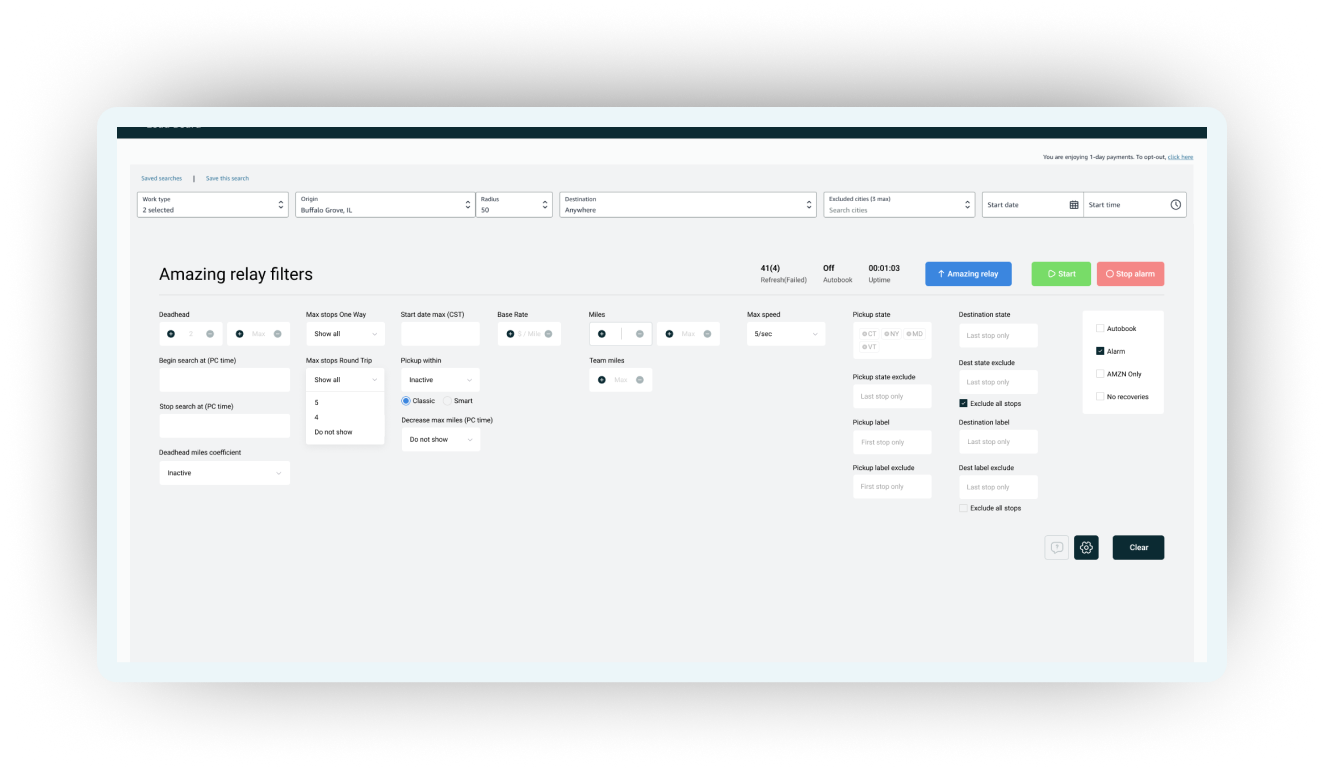 You are enjoying 1-day payments. To opt-out, click here
Saved searches | Save this search
Work type
2 selected
Origin
Buffalo Grove, IL
Radius
50
Destination
Anywhere
Excluded cities (3 max)
Search cities
Start date
Start time
Amazing relay filters
41(4)
Refresh(Failed)
Off
Autobook
00:01:03
Uptime
Amazing relay
Start
Stop alarm
Deadhead
Max
Begin search at (PC time)
Stop search at (PC time)
Deadhead miles coefficient
Inactive
Max stops One Way
Show all
Max stops Round Trip
Show all
5
4
Do not show
Start date max (CST)
Pickup within
Inactive
Classic Smart
Decrease max miles (PC time)
Do not show
Base Rate
$ / Mile
Miles
Max
Team miles
Max
Max speed
5/sec
Pickup state
CT NY MD
VT
Pickup state exclude
Last stop only
Pickup label
First stop only
Pickup label exclude
First stop only
Destination state
Last stop only
Dest state exclude
Last stop only
Exclude all stops
Destination label
Last stop only
Dest label exclude
Last stop only
Exclude all stops
Autobook
Alarm
AMZN Only
No recoveries
Clear